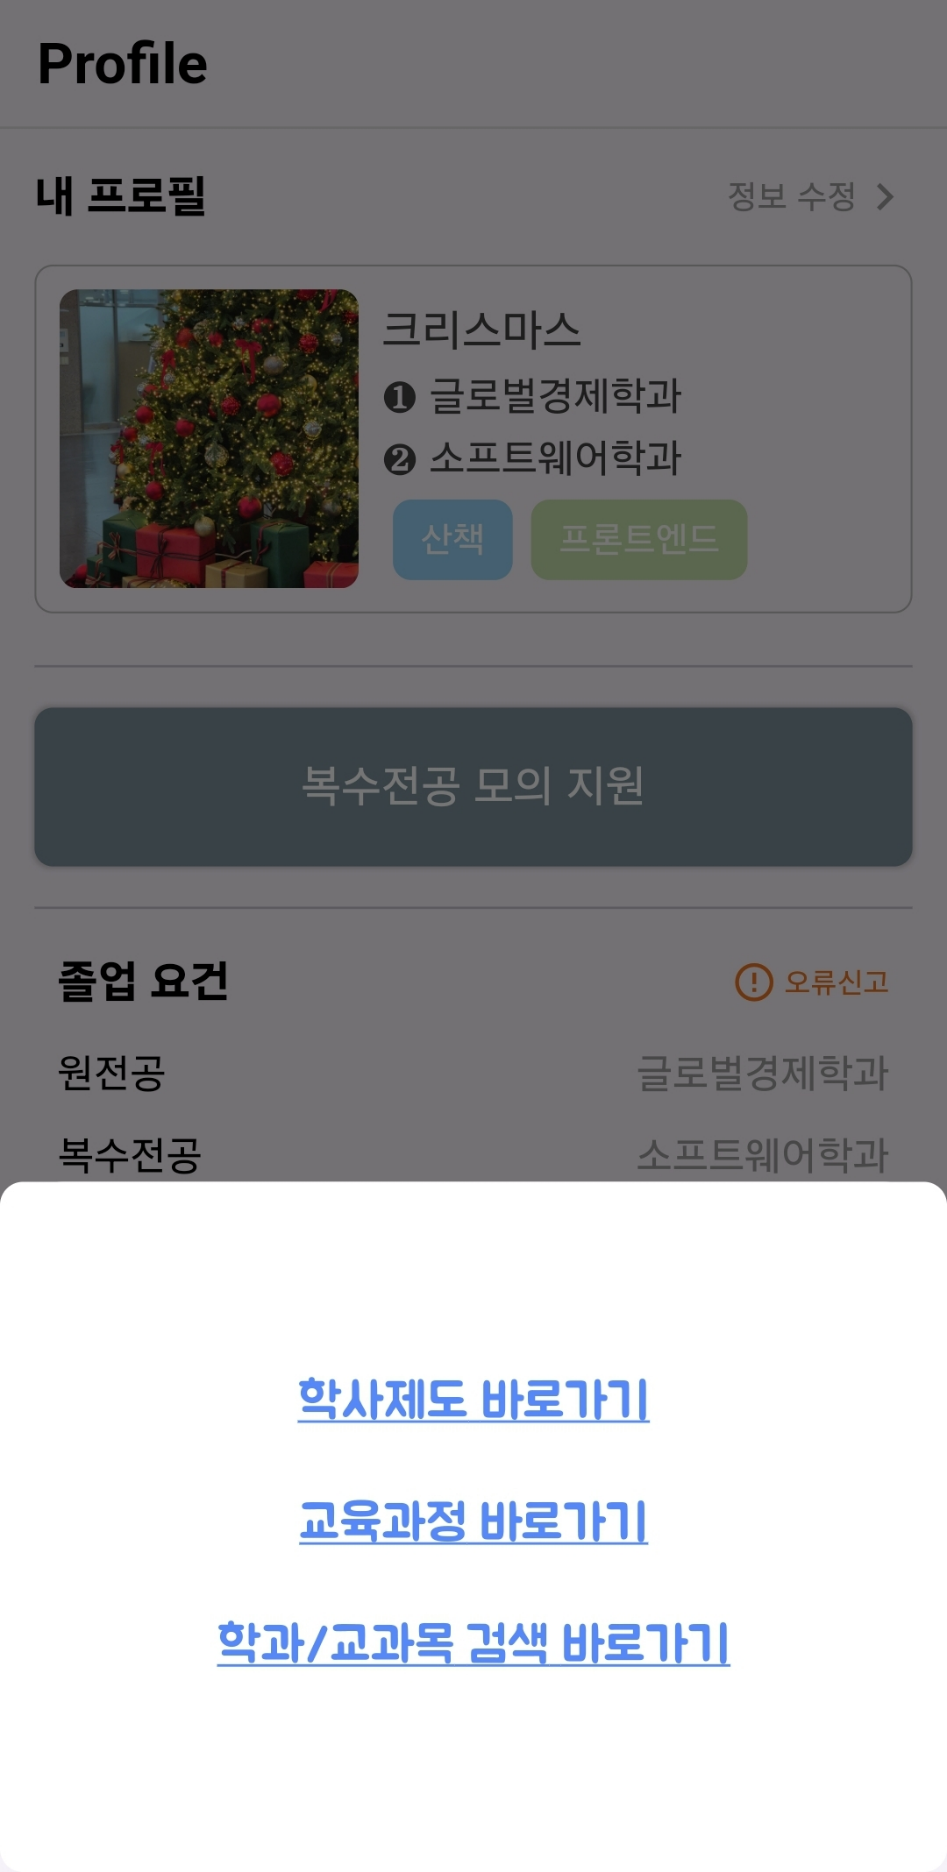 Profile
내 프로필
정보 수정
크리스마스
❶ 글로벌경제학과
❷ 소프트웨어학과
산책 프론트엔드
복수전공 모의 지원
졸업 요건
오류신고
원전공 글로벌경제학과
복수전공 소프트웨어학과
학사제도 바로가기
교육과정 바로가기
학과/교과목 검색 바로가기